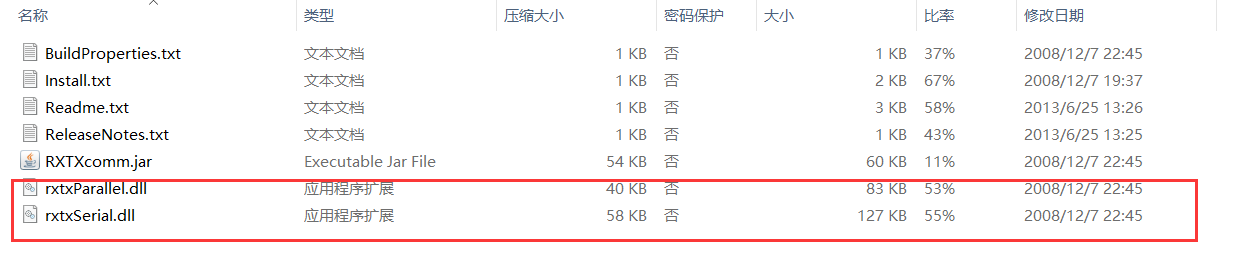 名称 类型 压缩大小 密码保护 大小 比率 修改日期
BuildProperties.txt 文本文档 1 KB 否 1 KB 37% 2008/12/7 22:45
Install.txt 文本文档 1 KB 否 2 KB 67% 2008/12/7 19:37
Readme.txt 文本文档 1 KB 否 3 KB 58% 2013/6/25 13:26
ReleaseNotes.txt 文本文档 1 KB 否 1 KB 43% 2013/6/25 13:25
RXTXcomm.jar Executable Jar File 54 KB 否 60 KB 11% 2008/12/7 22:45
rxtxParallel.dll 应用程序扩展 40 KB 否 83 KB 53% 2008/12/7 22:45
rxtxSerial.dll 应用程序扩展 58 KB 否 127 KB 55% 2008/12/7 22:45